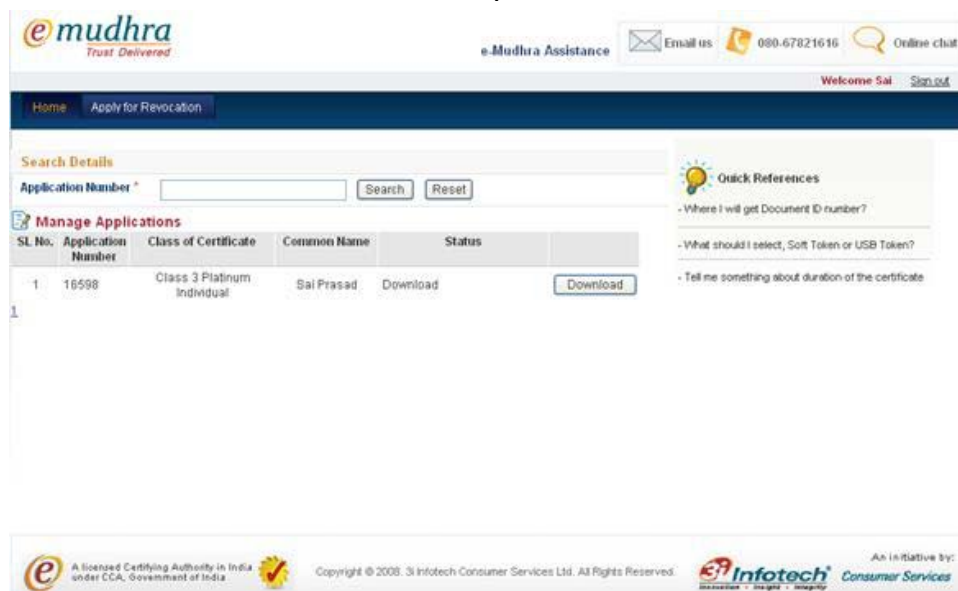 e mudhra
Trust Delivered
e-Mudhra Assistance
Email us
080-67821616
Online chat
Welcome Sai Sign out
Home Apply for Revocation
Search Details
Application Number * Search Reset
Manage Applications
SL No. Application Number Class of Certificate Common Name Status
1 16598 Class 3 Platinum Individual Sai Prasad Download Download
1
Quick References
- Where I will get Document ID number?
- What should I select, Soft Token or USB Token?
- Tell me something about duration of the certificate
e
A licensed Certifying Authority in India
under CCA, Government of India
Copyright © 2008. 3i Infotech Consumer Services Ltd. All Rights Reserved.
3i Infotech
innovation - insight - integrity
An initiative by:
Consumer Services